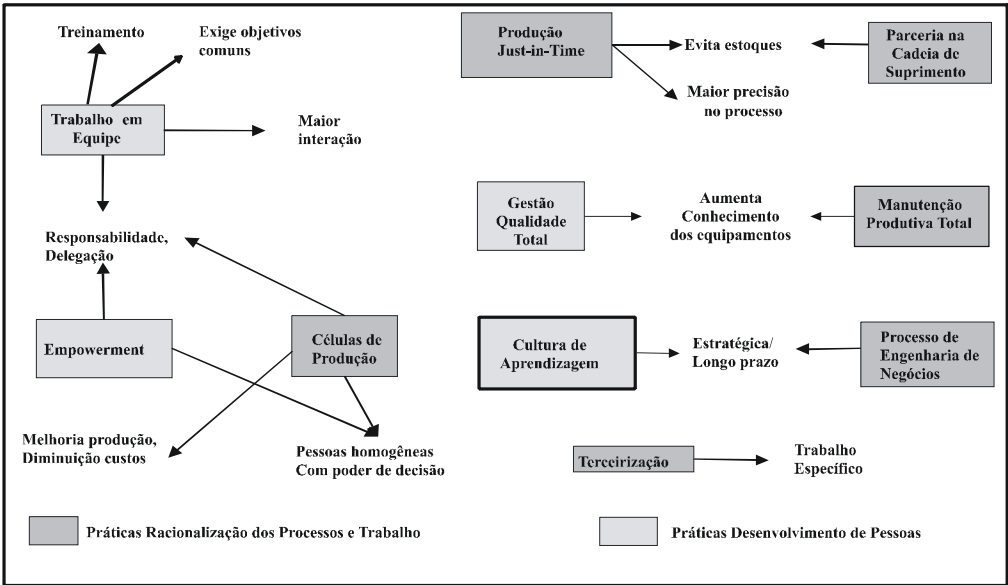 Treinamento
Exige objetivos
comuns
Trabalho em
Equipe
Maior
interação
Responsabilidade,
Delegação
Empowerment
Células de
Produção
Melhoria produção,
Diminuição custos
Pessoas homogêneas
Com poder de decisão
Produção
Just-in-Time
Evita estoques
Parceria na
Cadeia de
Suprimento
Maior precisão
no processo
Gestão
Qualidade
Total
Aumenta
Conhecimento
dos equipamentos
Manutenção
Produtiva Total
Cultura de
Aprendizagem
Estratégica/
Longo prazo
Processo de
Engenharia de
Negócios
Terceirização
Trabalho
Específico
Práticas Racionalização dos Processos e Trabalho
Práticas Desenvolvimento de Pessoas